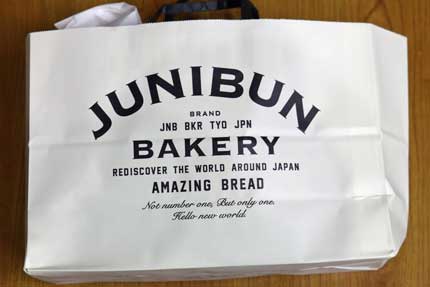 JUNIBUN
BRAND
JNB BKR TYO JPN
BAKERY
REDISCOVER THE WORLD AROUND JAPAN
AMAZING BREAD
Not number one, But only one.
Hello new world.